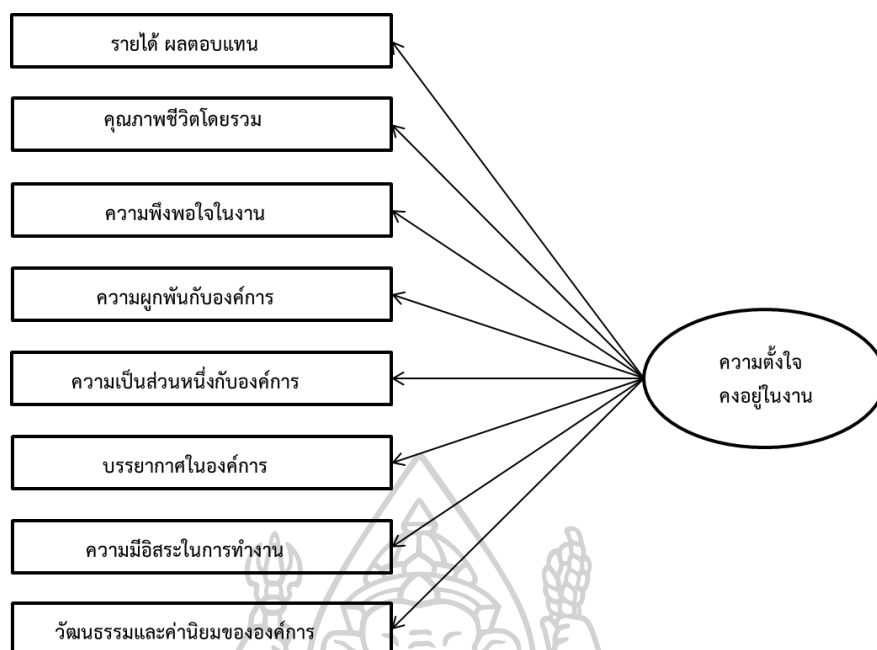 รายได้ ผลตอบแทน
คุณภาพชีวิตโดยรวม
ความพึงพอใจในงาน
ความผูกพันกับองค์การ
ความเป็นส่วนหนึ่งกับองค์การ
บรรยากาศในองค์การ
ความมีอิสระในการทำงาน
วัฒนธรรมและค่านิยมขององค์การ
ความตั้งใจ
คงอยู่ในงาน